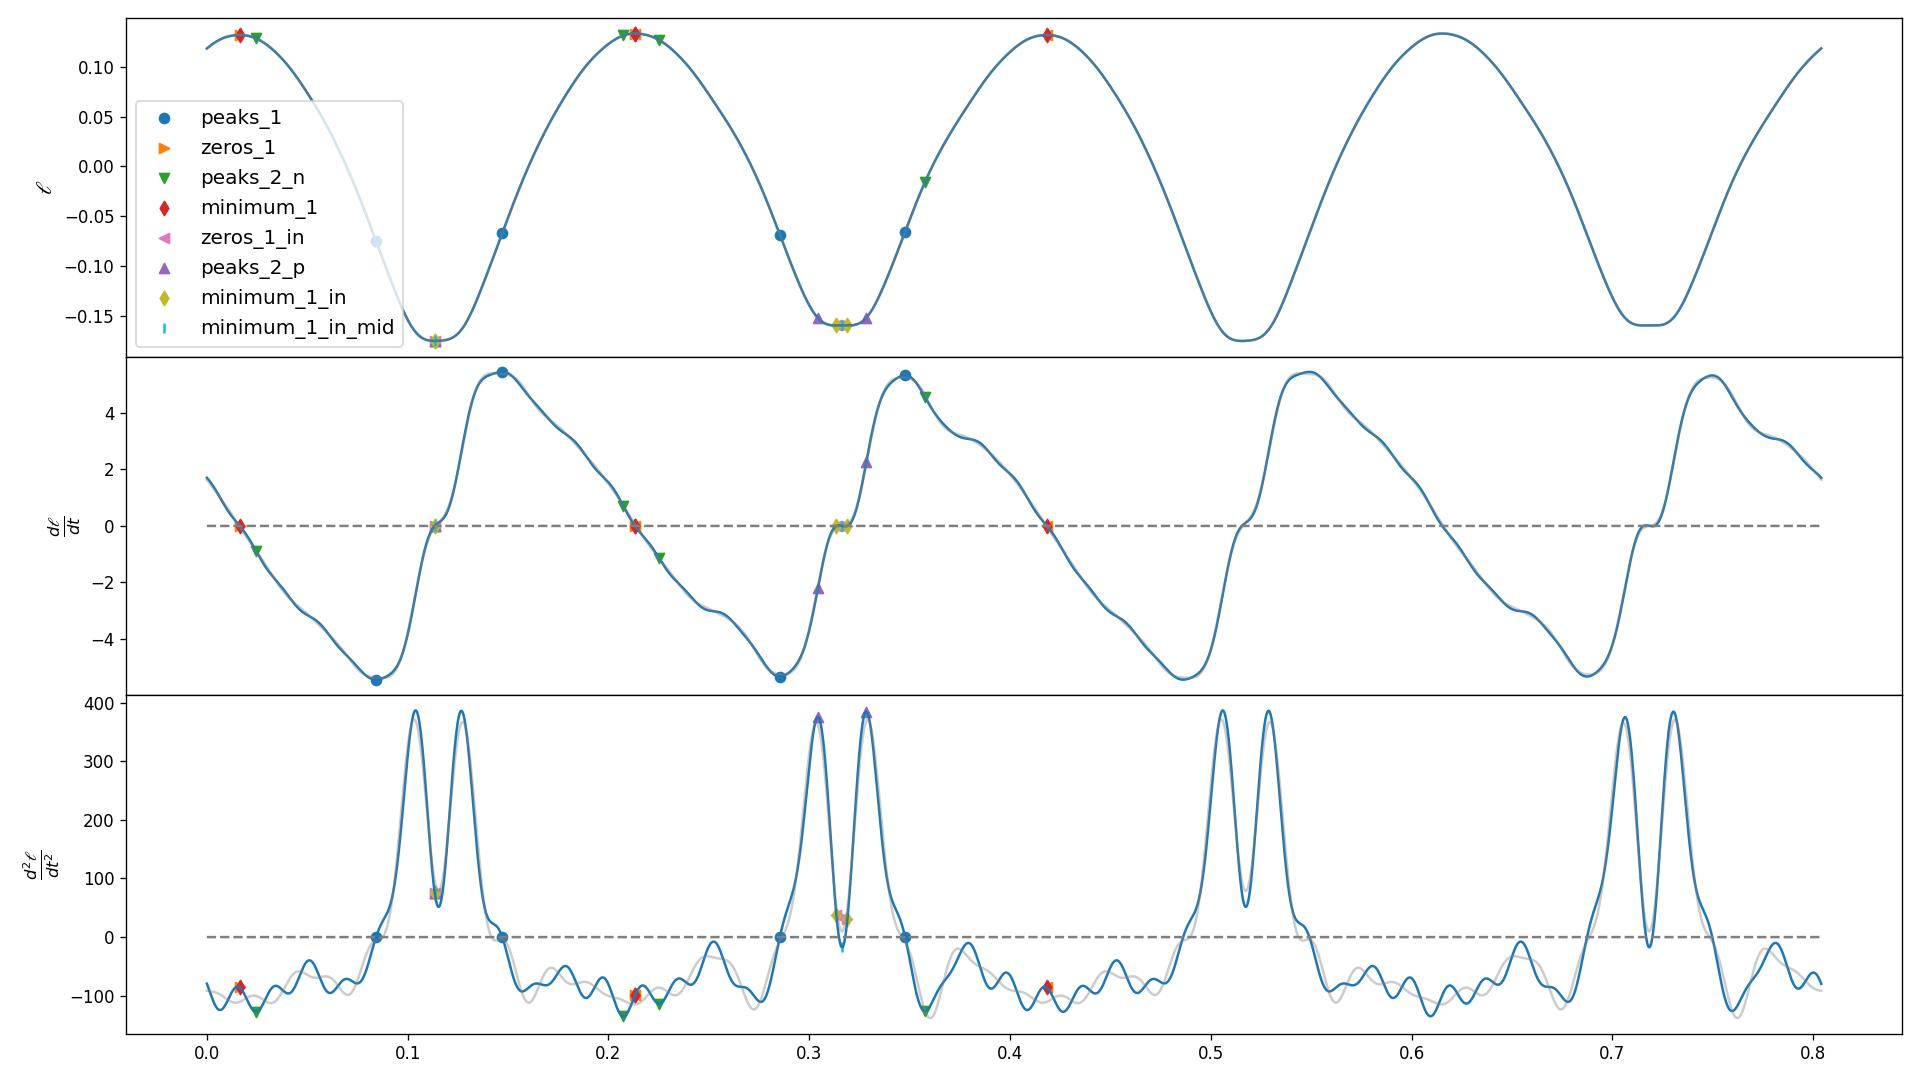 0.10
0.05
0.00
−0.05
−0.10
−0.15
ℓ
peaks_1
zeros_1
peaks_2_n
minimum_1
zeros_1_in
peaks_2_p
minimum_1_in
minimum_1_in_mid
4
2
0
−2
−4
dℓ
dt
400
300
200
100
0
−100
d²ℓ
dt²
0.0 0.1 0.2 0.3 0.4 0.5 0.6 0.7 0.8